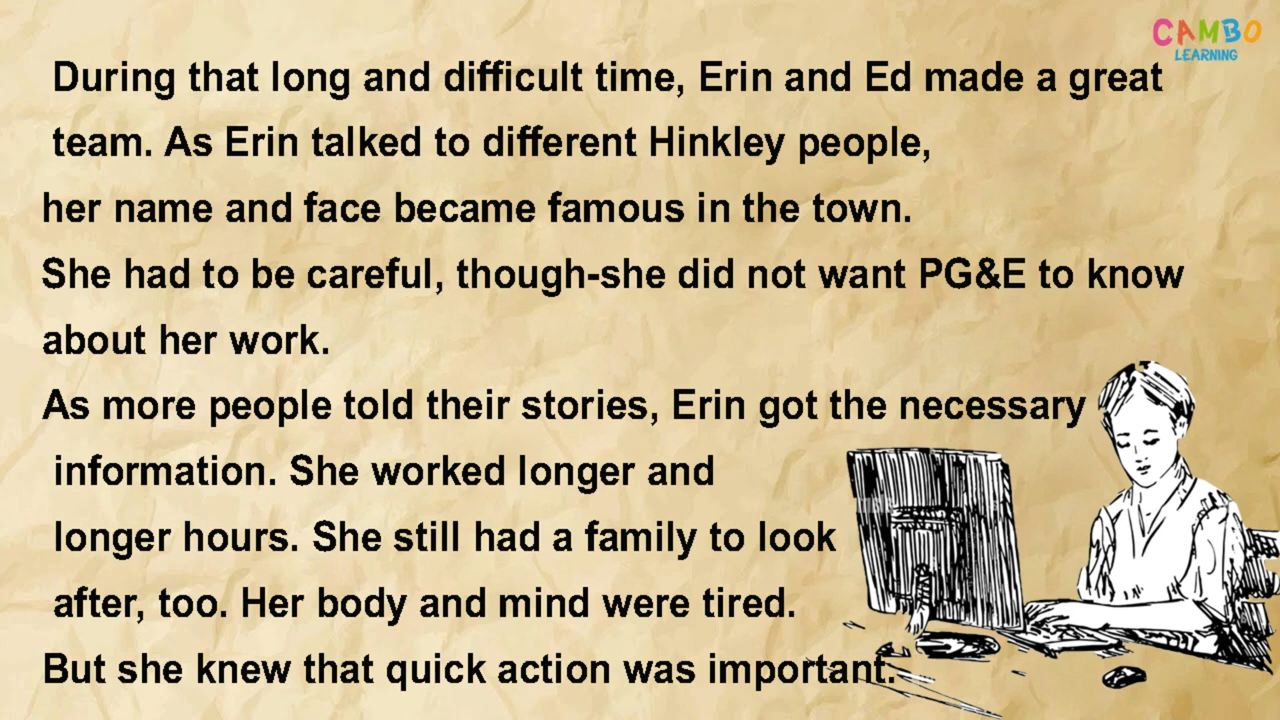 CAMBO
LEARNING
During that long and difficult time, Erin and Ed made a great
team. As Erin talked to different Hinkley people,
her name and face became famous in the town.
She had to be careful, though-she did not want PG&E to know
about her work.
As more people told their stories, Erin got the necessary
information. She worked longer and
longer hours. She still had a family to look
after, too. Her body and mind were tired.
But she knew that quick action was important.